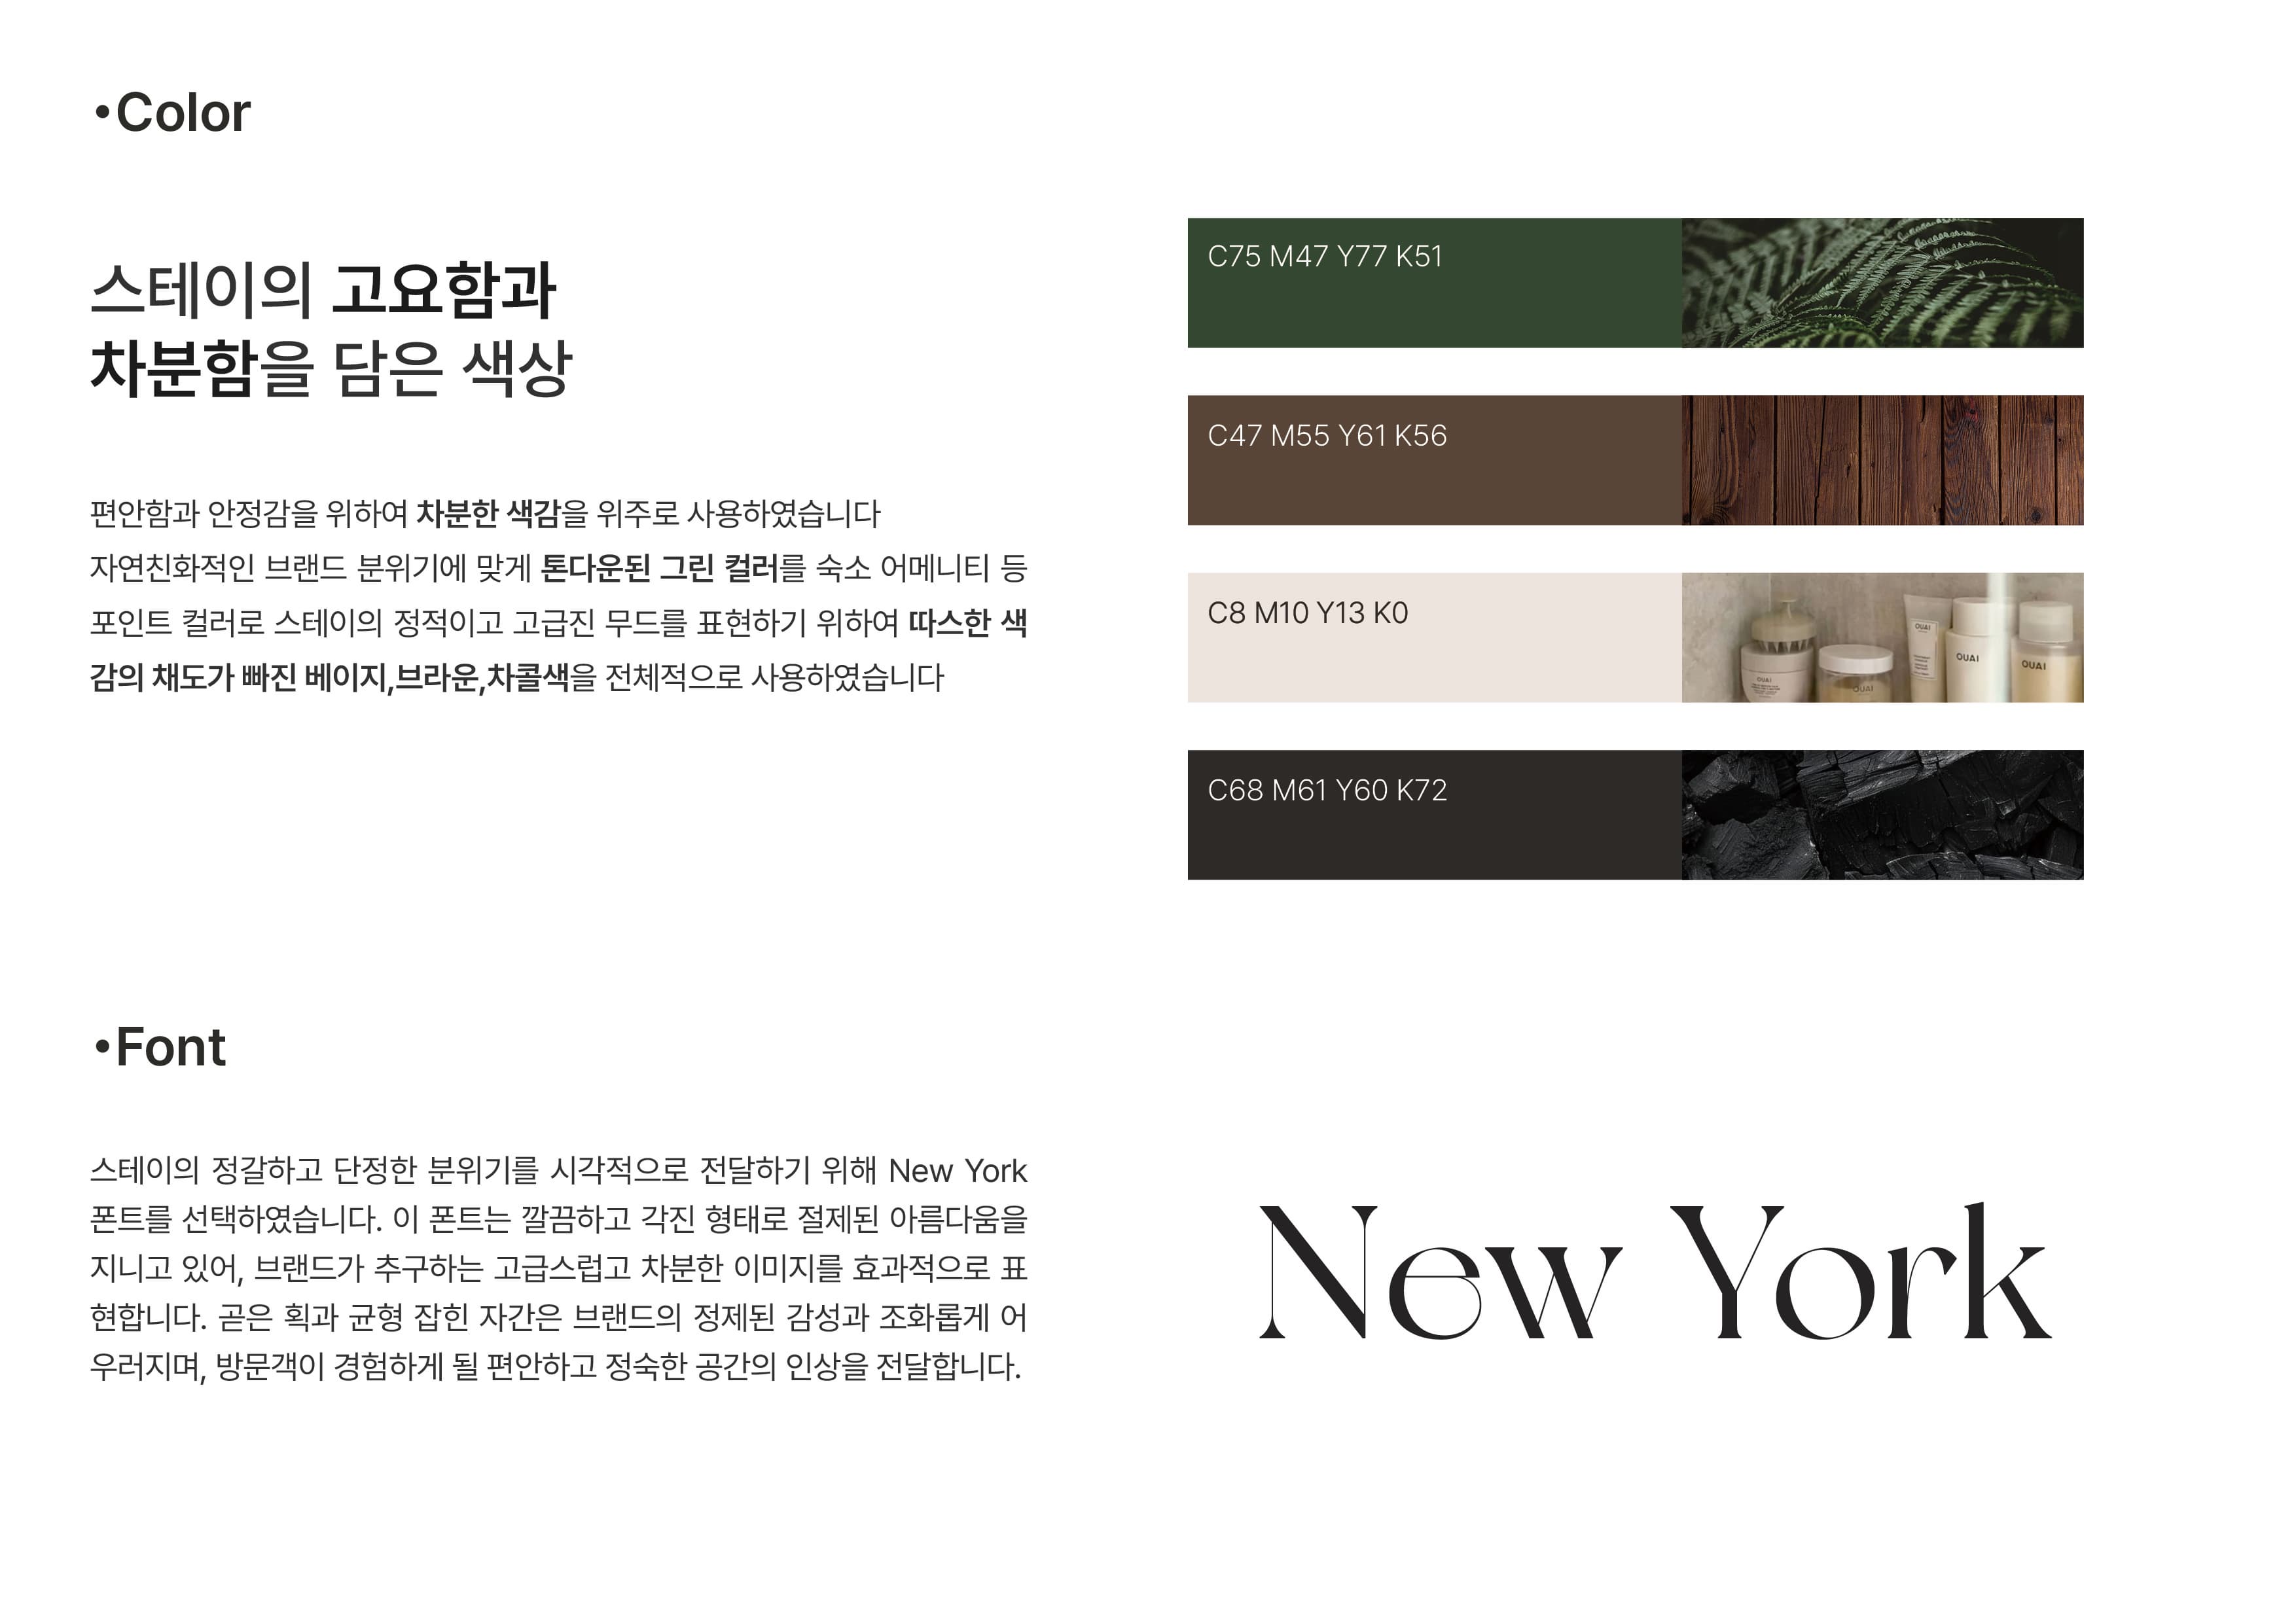 •Color
스테이의 고요함과
차분함을 담은 색상
편안함과 안정감을 위하여 차분한 색감을 위주로 사용하였습니다
자연친화적인 브랜드 분위기에 맞게 톤다운된 그린 컬러를 숙소 어메니티 등
포인트 컬러로 스테이의 정적이고 고급진 무드를 표현하기 위하여 따스한 색
감의 채도가 빠진 베이지,브라운,차콜색을 전체적으로 사용하였습니다
C75 M47 Y77 K51
C47 M55 Y61 K56
C8 M10 Y13 K0
OUAI
OUAI
OUAI
OUAI
OUAI
C68 M61 Y60 K72
•Font
스테이의 정갈하고 단정한 분위기를 시각적으로 전달하기 위해 New York
폰트를 선택하였습니다. 이 폰트는 깔끔하고 각진 형태로 절제된 아름다움을
지니고 있어, 브랜드가 추구하는 고급스럽고 차분한 이미지를 효과적으로 표
현합니다. 곧은 획과 균형 잡힌 자간은 브랜드의 정제된 감성과 조화롭게 어
우러지며, 방문객이 경험하게 될 편안하고 정숙한 공간의 인상을 전달합니다.
New York